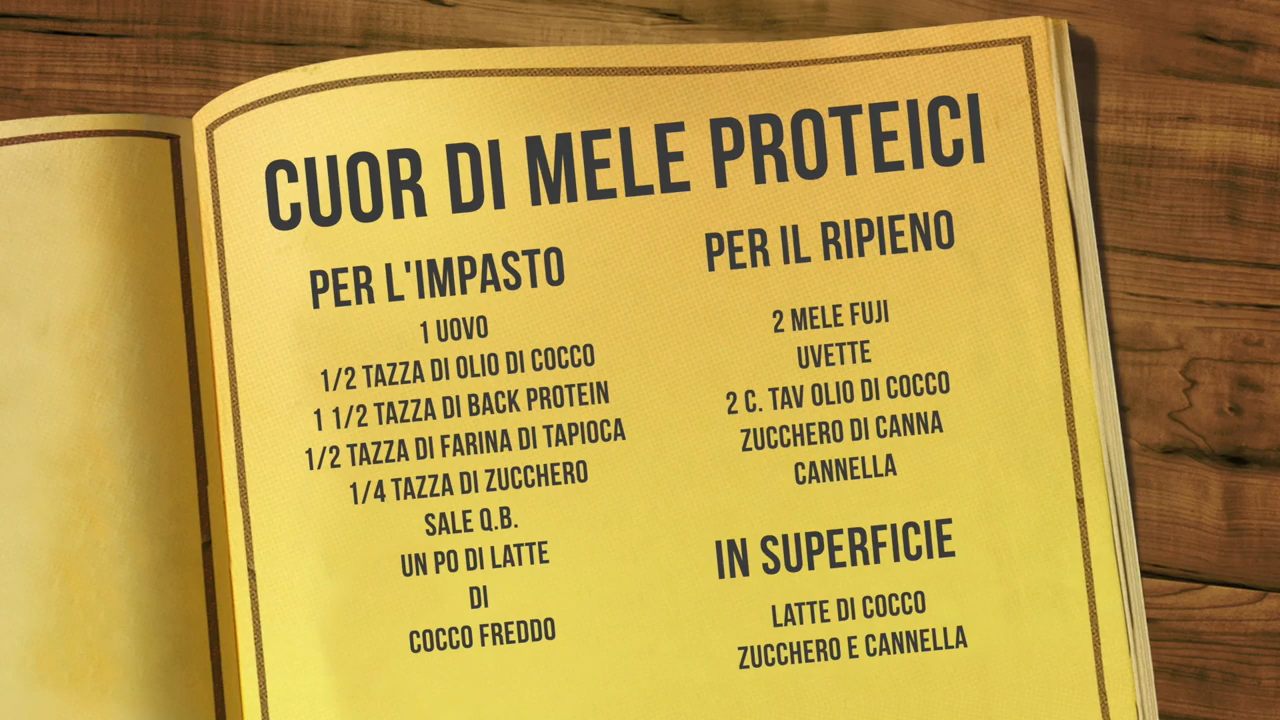 CUOR DI MELE PROTEICI
PER L'IMPASTO
1 UOVO
1/2 TAZZA DI OLIO DI COCCO
1 1/2 TAZZA DI BACK PROTEIN
1/2 TAZZA DI FARINA DI TAPIOCA
1/4 TAZZA DI ZUCCHERO
SALE Q.B.
UN PO DI LATTE
DI
COCCO FREDDO
PER IL RIPIENO
2 MELE FUJI
UVETTE
2 C. TAV OLIO DI COCCO
ZUCCHERO DI CANNA
CANNELLA
IN SUPERFICIE
LATTE DI COCCO
ZUCCHERO E CANNELLA